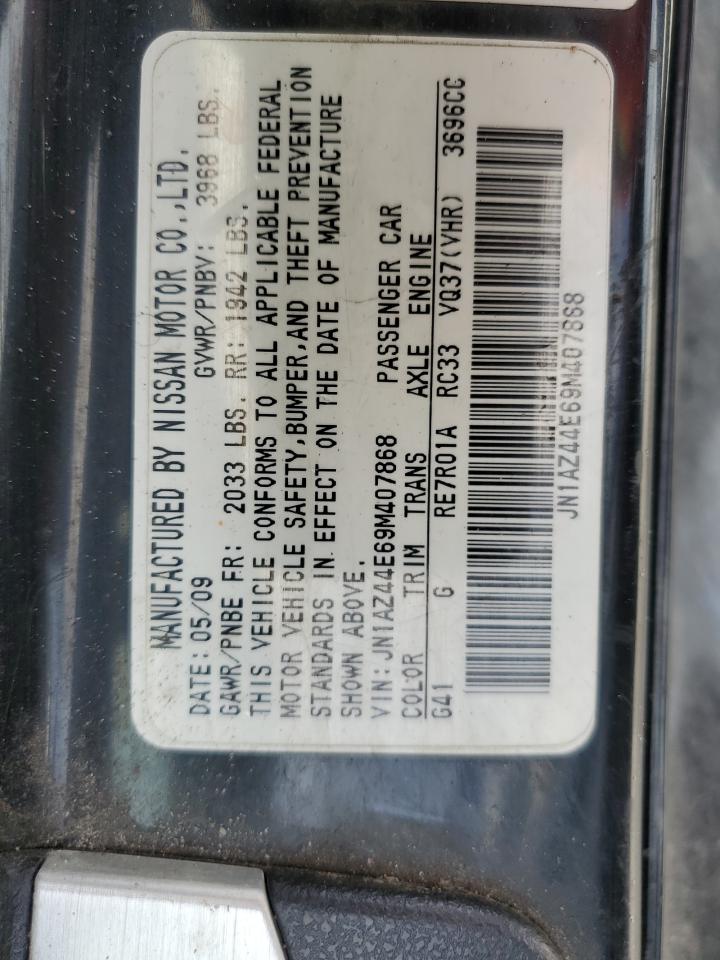 MANUFACTURED BY NISSAN MOTOR CO.,LTD.
DATE: 05/09 GVWR/PNBV: 3968 LBS.
GAWR/PNBE FR: 2033 LBS. RR: 1942 LBS.
THIS VEHICLE CONFORMS TO ALL APPLICABLE FEDERAL
MOTOR VEHICLE SAFETY,BUMPER,AND THEFT PREVENTION
STANDARDS IN EFFECT ON THE DATE OF MANUFACTURE
SHOWN ABOVE.
VIN: JN1AZ44E69M407868 PASSENGER CAR
COLOR TRIM TRANS AXLE ENGINE
G41 G RE7R01A RC33 VQ37(VHR) 3696CC
JN1AZ44E69M407868